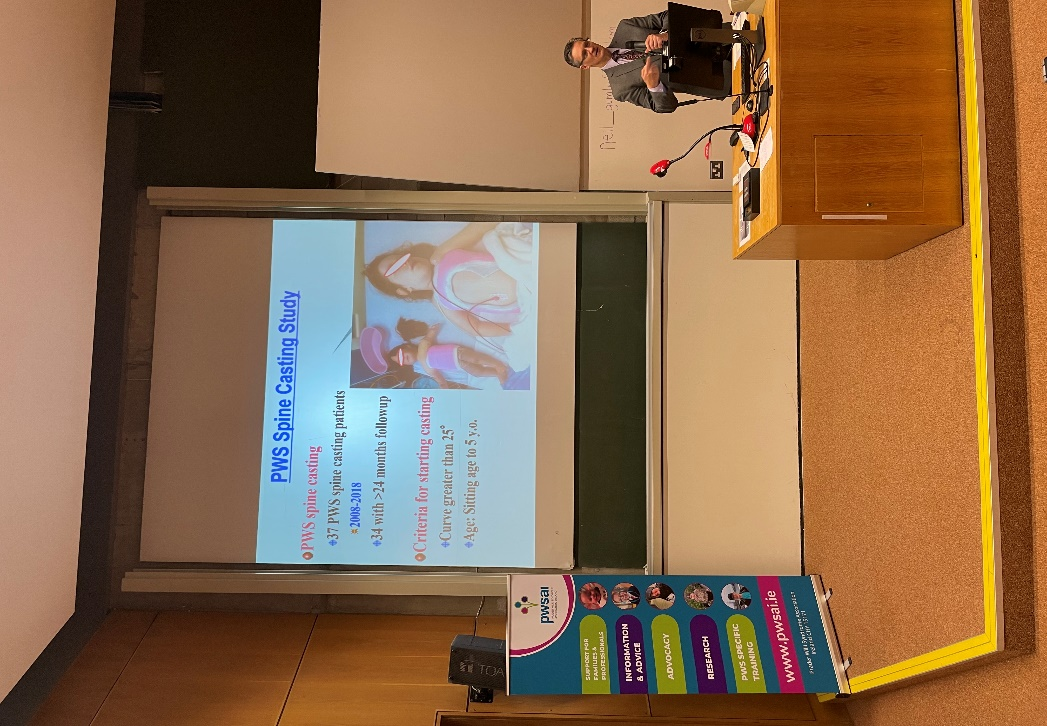 PWS Spine Casting Study
PWS spine casting
37 PWS spine casting patients
2008-2018
34 with >24 months followup
Criteria for starting casting
Curve greater than 25°
Age: Sitting age to 5 y.o.
pwsai
SUPPORT FOR
FAMILIES &
PROFESSIONALS
INFORMATION
& ADVICE
ADVOCACY
RESEARCH
PWS SPECIFIC
TRAINING
www.pwsai.ie
TOA